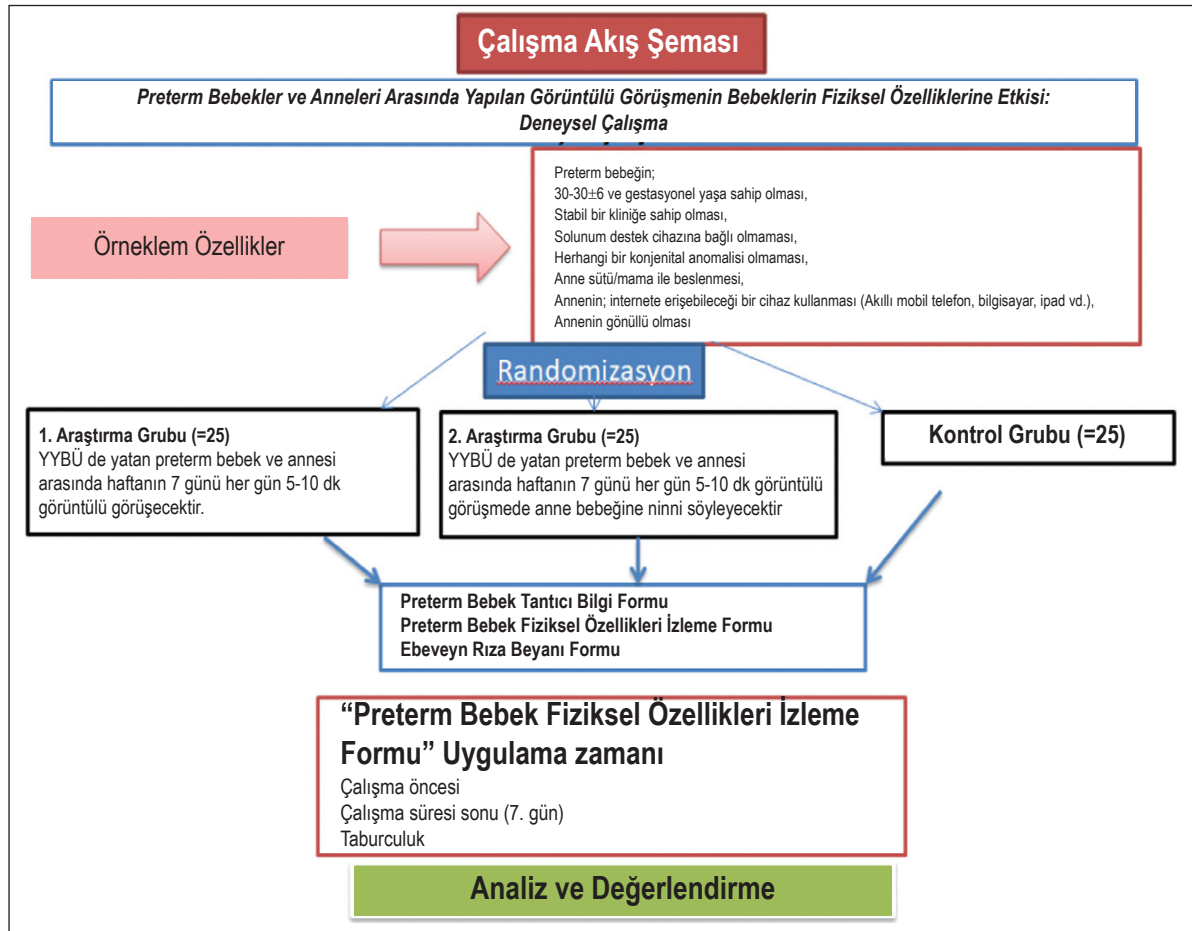 Çalışma Akış Şeması
Preterm Bebekler ve Anneleri Arasında Yapılan Görüntülü Görüşmenin Bebeklerin Fiziksel Özelliklerine Etkisi:
Deneysel Çalışma
Örneklem Özellikler
Preterm bebeğin;
30-30±6 ve gestasyonel yaşa sahip olması,
Stabil bir kliniğe sahip olması,
Solunum destek cihazına bağlı olmaması,
Herhangi bir konjenital anomalisi olmaması,
Anne sütü/mama ile beslenmesi,
Annenin; internete erişebileceği bir cihaz kullanması (Akıllı mobil telefon, bilgisayar, ipad vd.),
Annenin gönüllü olması
Randomizasyon
1. Araştırma Grubu (=25)
YYBÜ de yatan preterm bebek ve annesi
arasında haftanın 7 günü her gün 5-10 dk
görüntülü görüşecektir.
2. Araştırma Grubu (=25)
YYBÜ de yatan preterm bebek ve annesi
arasında haftanın 7 günü her gün 5-10 dk görüntülü
görüşmede anne bebeğine ninni söyleyecektir
Kontrol Grubu (=25)
Preterm Bebek Tantıcı Bilgi Formu
Preterm Bebek Fiziksel Özellikleri İzleme Formu
Ebeveyn Rıza Beyanı Formu
“Preterm Bebek Fiziksel Özellikleri İzleme
Formu” Uygulama zamanı
Çalışma öncesi
Çalışma süresi sonu (7. gün)
Taburculuk
Analiz ve Değerlendirme